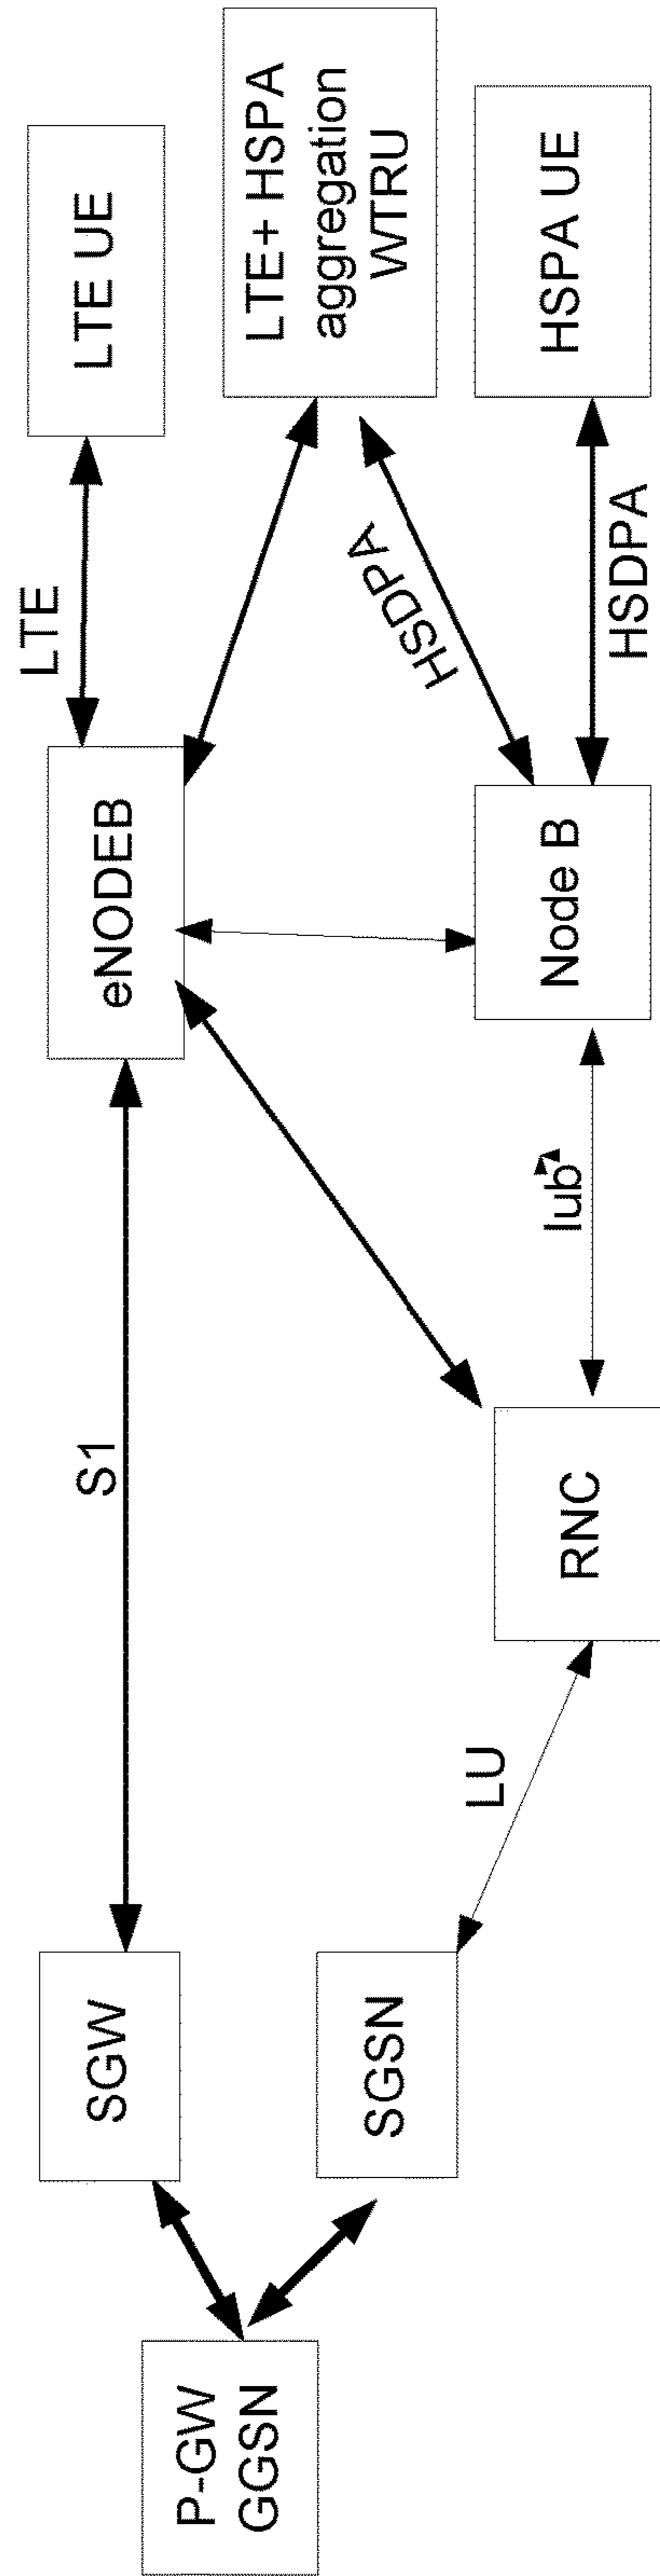 P-GW
GGSN
SGW
SGSN
S1
LU
RNC
Iub
eNODEB
Node B
LTE
HSDPA
HSDPA
LTE UE
LTE+ HSPA
aggregation
WTRU
HSPA UE